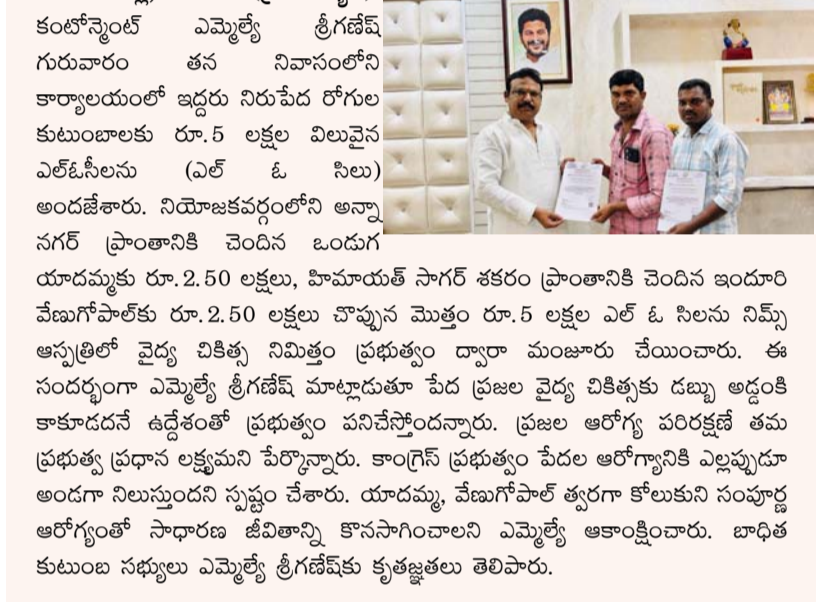 కంటోన్మెంట్ ఎమ్మెల్యే శ్రీగణేష్
గురువారం తన నివాసంలోని
కార్యాలయంలో ఇద్దరు నిరుపేద రోగుల
కుటుంబాలకు రూ.5 లక్షల విలువైన
ఎల్ఓసీలను (ఎల్ ఓ సిలు)
అందజేశారు. నియోజకవర్గంలోని అన్నా
నగర్ ప్రాంతానికి చెందిన ఒండుగ
యాదమ్మకు రూ.2.50 లక్షలు, హిమాయత్ సాగర్ శకరం ప్రాంతానికి చెందిన ఇందూరి
వేణుగోపాల్‌కు రూ.2.50 లక్షలు చొప్పున మొత్తం రూ.5 లక్షల ఎల్ ఓ సిలను నిమ్స్
ఆస్పత్రిలో వైద్య చికిత్స నిమిత్తం ప్రభుత్వం ద్వారా మంజూరు చేయించారు. ఈ
సందర్భంగా ఎమ్మెల్యే శ్రీగణేష్ మాట్లాడుతూ పేద ప్రజల వైద్య చికిత్సకు డబ్బు అడ్డంకి
కాకూడదనే ఉద్దేశంతో ప్రభుత్వం పనిచేస్తోందన్నారు. ప్రజల ఆరోగ్య పరిరక్షణే తమ
ప్రభుత్వ ప్రధాన లక్ష్యమని పేర్కొన్నారు. కాంగ్రెస్ ప్రభుత్వం పేదల ఆరోగ్యానికి ఎల్లప్పుడూ
అండగా నిలుస్తుందని స్పష్టం చేశారు. యాదమ్మ, వేణుగోపాల్ త్వరగా కోలుకుని సంపూర్ణ
ఆరోగ్యంతో సాధారణ జీవితాన్ని కొనసాగించాలని ఎమ్మెల్యే ఆకాంక్షించారు. బాధిత
కుటుంబ సభ్యులు ఎమ్మెల్యే శ్రీగణేష్‌కు కృతజ్ఞతలు తెలిపారు.